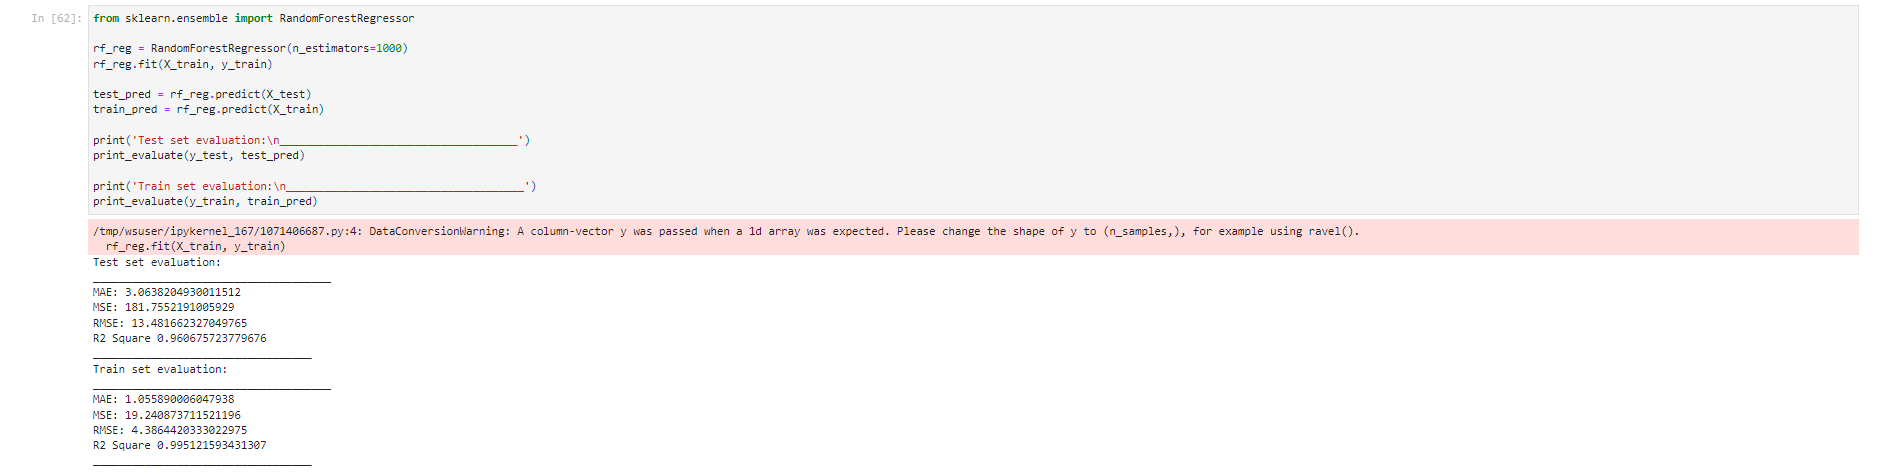 In [62]: from sklearn.ensemble import RandomForestRegressor
rf_reg = RandomForestRegressor(n_estimators=1000)
rf_reg.fit(X_train, y_train)
test_pred = rf_reg.predict(X_test)
train_pred = rf_reg.predict(X_train)
print('Test set evaluation:\n_____________________________________')
print_evaluate(y_test, test_pred)
print('Train set evaluation:\n_____________________________________')
print_evaluate(y_train, train_pred)
/tmp/wsuser/ipykernel_167/1071406687.py:4: DataConversionWarning: A column-vector y was passed when a 1d array was expected. Please change the shape of y to (n_samples,), for example using ravel().
rf_reg.fit(X_train, y_train)
Test set evaluation:
_____________________________________
MAE: 3.0638204930011512
MSE: 181.7552191005929
RMSE: 13.481662327049765
R2 Square 0.960675723779676
__________________________________
Train set evaluation:
_____________________________________
MAE: 1.055890006047938
MSE: 19.240873711521196
RMSE: 4.3864420333022975
R2 Square 0.995121593431307
__________________________________